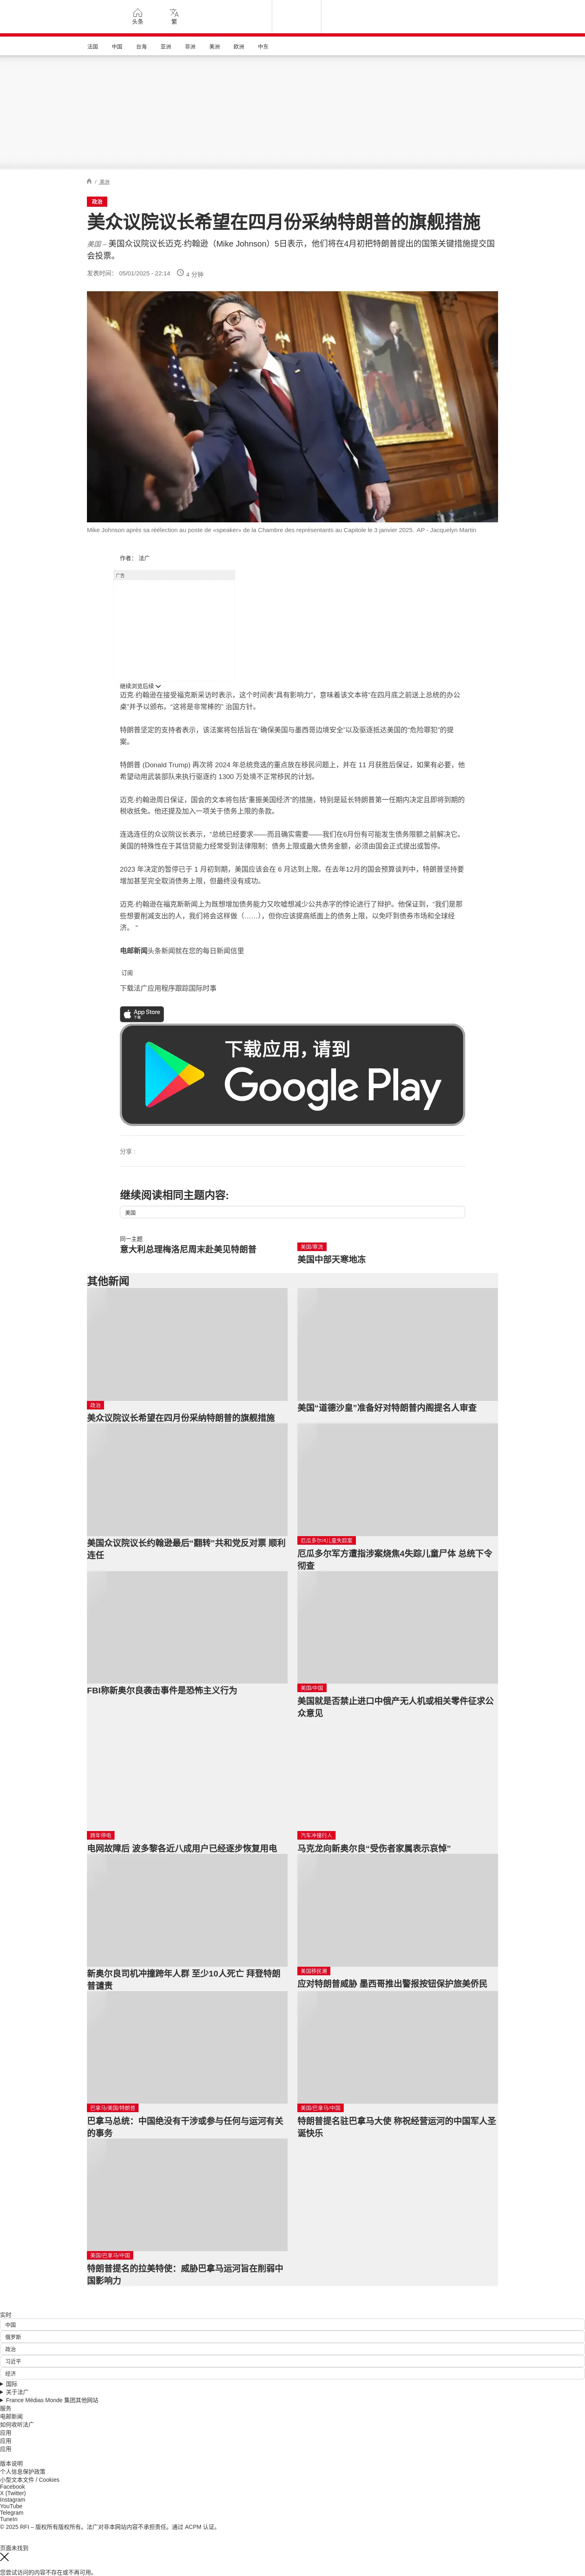 头条
繁
法国
中国
台海
亚洲
非洲
美洲
欧洲
中东
/ 美洲
政治
美众议院议长希望在四月份采纳特朗普的旗舰措施
美国 – 美国众议院议长迈克·约翰逊（Mike Johnson）5日表示，他们将在4月初把特朗普提出的国策关键措施提交国
会投票。
发表时间： 05/01/2025 - 22:14
4 分钟
Mike Johnson après sa réélection au poste de «speaker» de la Chambre des représentants au Capitole le 3 janvier 2025. AP - Jacquelyn Martin
作者： 法广
广告
继续浏览后续
迈克·约翰逊在接受福克斯采访时表示，这个时间表“具有影响力”，意味着该文本将“在四月底之前送上总统的办公
桌”并予以颁布。“这将是非常棒的” 治国方针。
特朗普坚定的支持者表示，该法案将包括旨在“确保美国与墨西哥边境安全”以及驱逐抵达美国的“危险罪犯”的提
案。
特朗普 (Donald Trump) 再次将 2024 年总统竞选的重点放在移民问题上，并在 11 月获胜后保证，如果有必要，他
希望动用武装部队来执行驱逐约 1300 万处境不正常移民的计划。
迈克·约翰逊周日保证，国会的文本将包括“重振美国经济”的措施，特别是延长特朗普第一任期内决定且即将到期的
税收抵免。他还提及加入一项关于债务上限的条款。
连选连任的众议院议长表示，“总统已经要求——而且确实需要——我们在6月份有可能发生债务限额之前解决它。
美国的特殊性在于其信贷能力经常受到法律限制：债务上限或最大债务金额，必须由国会正式提出或暂停。
2023 年决定的暂停已于 1 月初到期，美国应该会在 6 月达到上限。在去年12月的国会预算谈判中，特朗普坚持要
增加甚至完全取消债务上限，但最终没有成功。
迈克·约翰逊在福克斯新闻上为既想增加债务能力又吹嘘想减少公共赤字的悖论进行了辩护。他保证到，“我们是那
些想要削减支出的人，我们将会这样做（……），但你应该提高纸面上的债务上限，以免吓到债券市场和全球经
济。”
电邮新闻头条新闻就在您的每日新闻信里
订阅
下载法广应用程序跟踪国际时事
App Store
下载
下载应用，请到
Google Play
分享 :
继续阅读相同主题内容:
美国
同一主题
意大利总理梅洛尼周末赴美见特朗普
美国/寒流
美国中部天寒地冻
其他新闻
政治
美众议院议长希望在四月份采纳特朗普的旗舰措施
美国“道德沙皇”准备好对特朗普内阁提名人审查
美国众议院议长约翰逊最后“翻转”共和党反对票 顺利
连任
厄瓜多尔/4儿童失踪案
厄瓜多尔军方遭指涉案烧焦4失踪儿童尸体 总统下令
彻查
FBI称新奥尔良袭击事件是恐怖主义行为
美国/中国
美国就是否禁止进口中俄产无人机或相关零件征求公
众意见
跨年停电
电网故障后 波多黎各近八成用户已经逐步恢复用电
汽车冲撞行人
马克龙向新奥尔良“受伤者家属表示哀悼”
新奥尔良司机冲撞跨年人群 至少10人死亡 拜登特朗
普谴责
美国移民潮
应对特朗普威胁 墨西哥推出警报按钮保护旅美侨民
巴拿马/美国/特朗普
巴拿马总统：中国绝没有干涉或参与任何与运河有关
的事务
美国/巴拿马/中国
特朗普提名驻巴拿马大使 称祝经营运河的中国军人圣
诞快乐
美国/巴拿马/中国
特朗普提名的拉美特使：威胁巴拿马运河旨在削弱中
国影响力
实时
中国
俄罗斯
政治
习近平
经济
国际
关于法广
France Médias Monde 集团其他网站
服务
电邮新闻
如何收听法广
应用
应用
应用
版本说明
个人信息保护政策
小型文本文件 / Cookies
Facebook
X (Twitter)
Instagram
YouTube
Telegram
TuneIn
© 2025 RFI – 版权所有版权所有。法广对非本网站内容不承担责任。通过 ACPM 认证。
页面未找到
您尝试访问的内容不存在或不再可用。